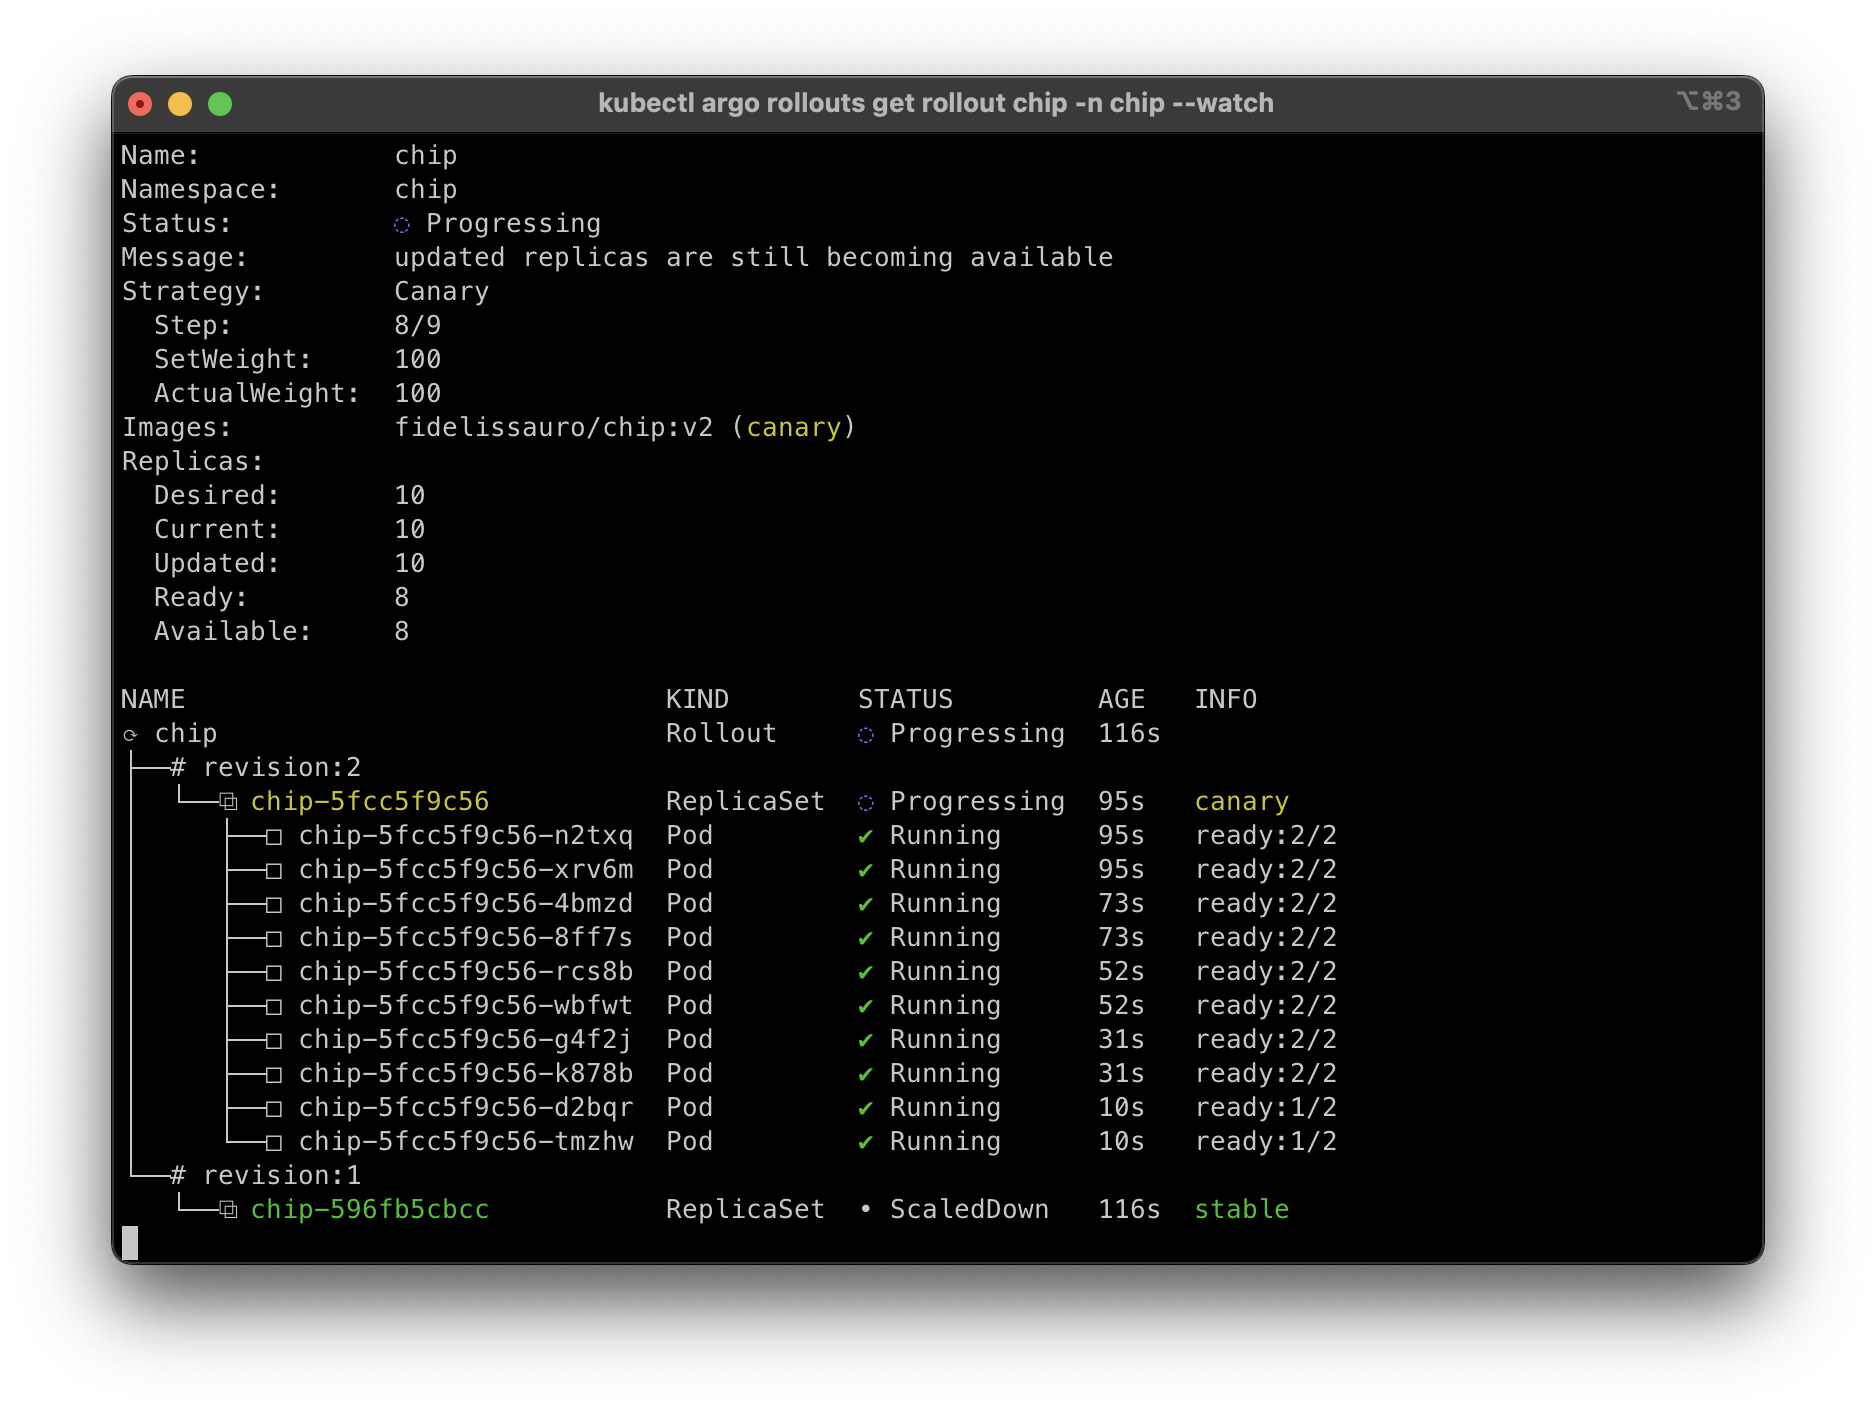 kubectl argo rollouts get rollout chip -n chip --watch ⌥⌘3
Name: chip
Namespace: chip
Status: ◌ Progressing
Message: updated replicas are still becoming available
Strategy: Canary
Step: 8/9
SetWeight: 100
ActualWeight: 100
Images: fidelissauro/chip:v2 (canary)
Replicas:
Desired: 10
Current: 10
Updated: 10
Ready: 8
Available: 8
NAME KIND STATUS AGE INFO
⟳ chip Rollout ◌ Progressing 116s
├──# revision:2
│  └──⧉ chip-5fcc5f9c56 ReplicaSet ◌ Progressing 95s canary
│     ├──□ chip-5fcc5f9c56-n2txq Pod ✔ Running 95s ready:2/2
│     ├──□ chip-5fcc5f9c56-xrv6m Pod ✔ Running 95s ready:2/2
│     ├──□ chip-5fcc5f9c56-4bmzd Pod ✔ Running 73s ready:2/2
│     ├──□ chip-5fcc5f9c56-8ff7s Pod ✔ Running 73s ready:2/2
│     ├──□ chip-5fcc5f9c56-rcs8b Pod ✔ Running 52s ready:2/2
│     ├──□ chip-5fcc5f9c56-wbfwt Pod ✔ Running 52s ready:2/2
│     ├──□ chip-5fcc5f9c56-g4f2j Pod ✔ Running 31s ready:2/2
│     ├──□ chip-5fcc5f9c56-k878b Pod ✔ Running 31s ready:2/2
│     ├──□ chip-5fcc5f9c56-d2bqr Pod ✔ Running 10s ready:1/2
│     └──□ chip-5fcc5f9c56-tmzhw Pod ✔ Running 10s ready:1/2
└──# revision:1
   └──⧉ chip-596fb5cbcc ReplicaSet • ScaledDown 116s stable